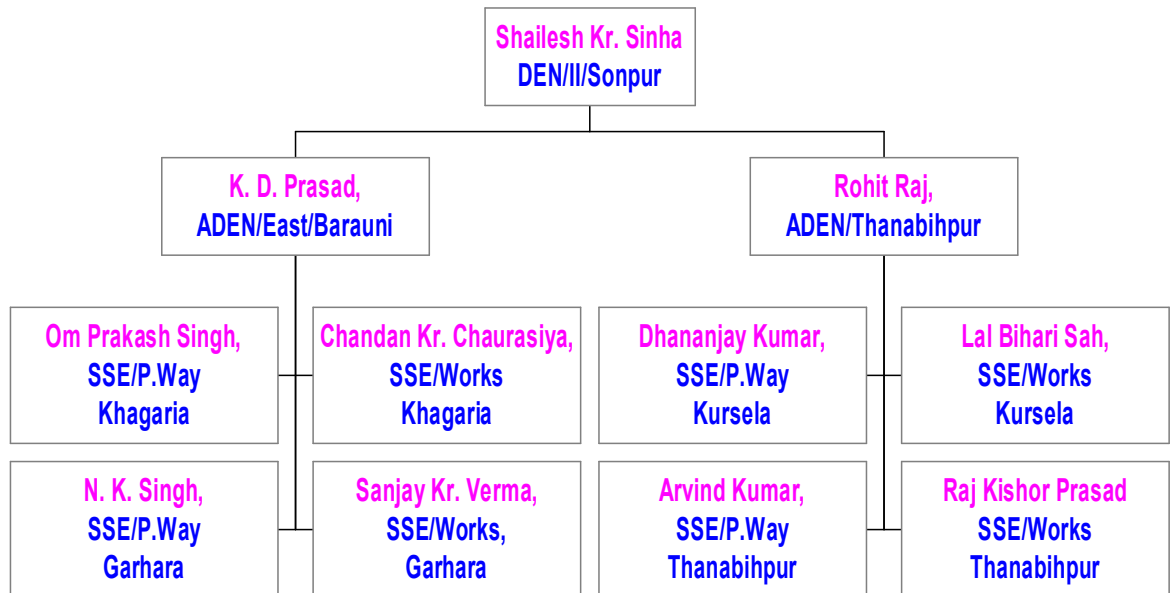 Shailesh Kr. Sinha
DEN/II/Sonpur
K. D. Prasad,
ADEN/East/Barauni
Rohit Raj,
ADEN/Thanabihpur
Om Prakash Singh,
SSE/P.Way
Khagaria
Chandan Kr. Chaurasiya,
SSE/Works
Khagaria
Dhananjay Kumar,
SSE/P.Way
Kursela
Lal Bihari Sah,
SSE/Works
Kursela
N. K. Singh,
SSE/P.Way
Garhara
Sanjay Kr. Verma,
SSE/Works,
Garhara
Arvind Kumar,
SSE/P.Way
Thanabihpur
Raj Kishor Prasad
SSE/Works
Thanabihpur